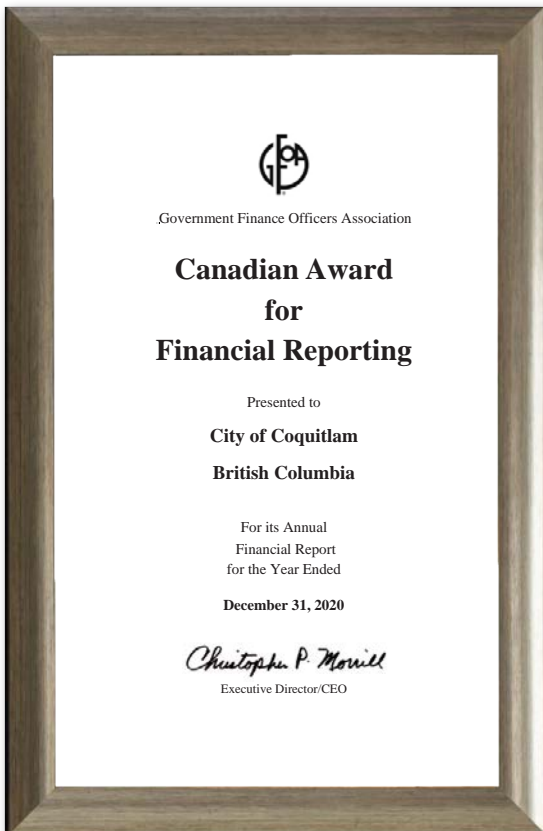 GFOA
Government Finance Officers Association
Canadian Award
for
Financial Reporting
Presented to
City of Coquitlam
British Columbia
For its Annual
Financial Report
for the Year Ended
December 31, 2020
Christopher P. Morrill
Executive Director/CEO